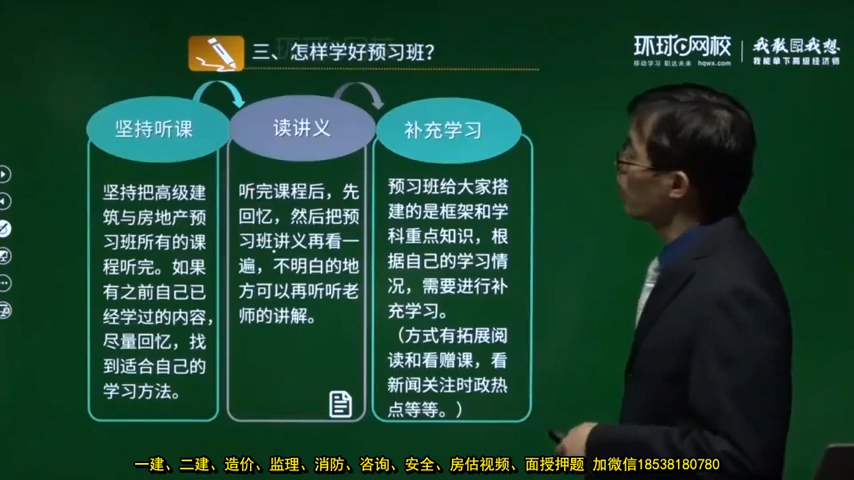 三、怎样学好预习班？
环球网校
移动学习 职达未来 hqwx.com
我敢因我想
我能拿下高级经济师
坚持听课
读讲义
补充学习
坚持把高级建
筑与房地产预
习班所有的课
程听完。如果
有之前自己已
经学过的内容，
尽量回忆，找
到适合自己的
学习方法。
听完课程后，先
回忆，然后把预
习班讲义再看一
遍，不明白的地
方可以再听听老
师的讲解。
预习班给大家搭
建的是框架和学
科重点知识，根
据自己的学习情
况，需要进行补
充学习。
（方式有拓展阅
读和看赠课，看
新闻关注时政热
点等等。）
一建、二建、造价、监理、消防、咨询、安全、房估视频、面授押题 加微信18538180780